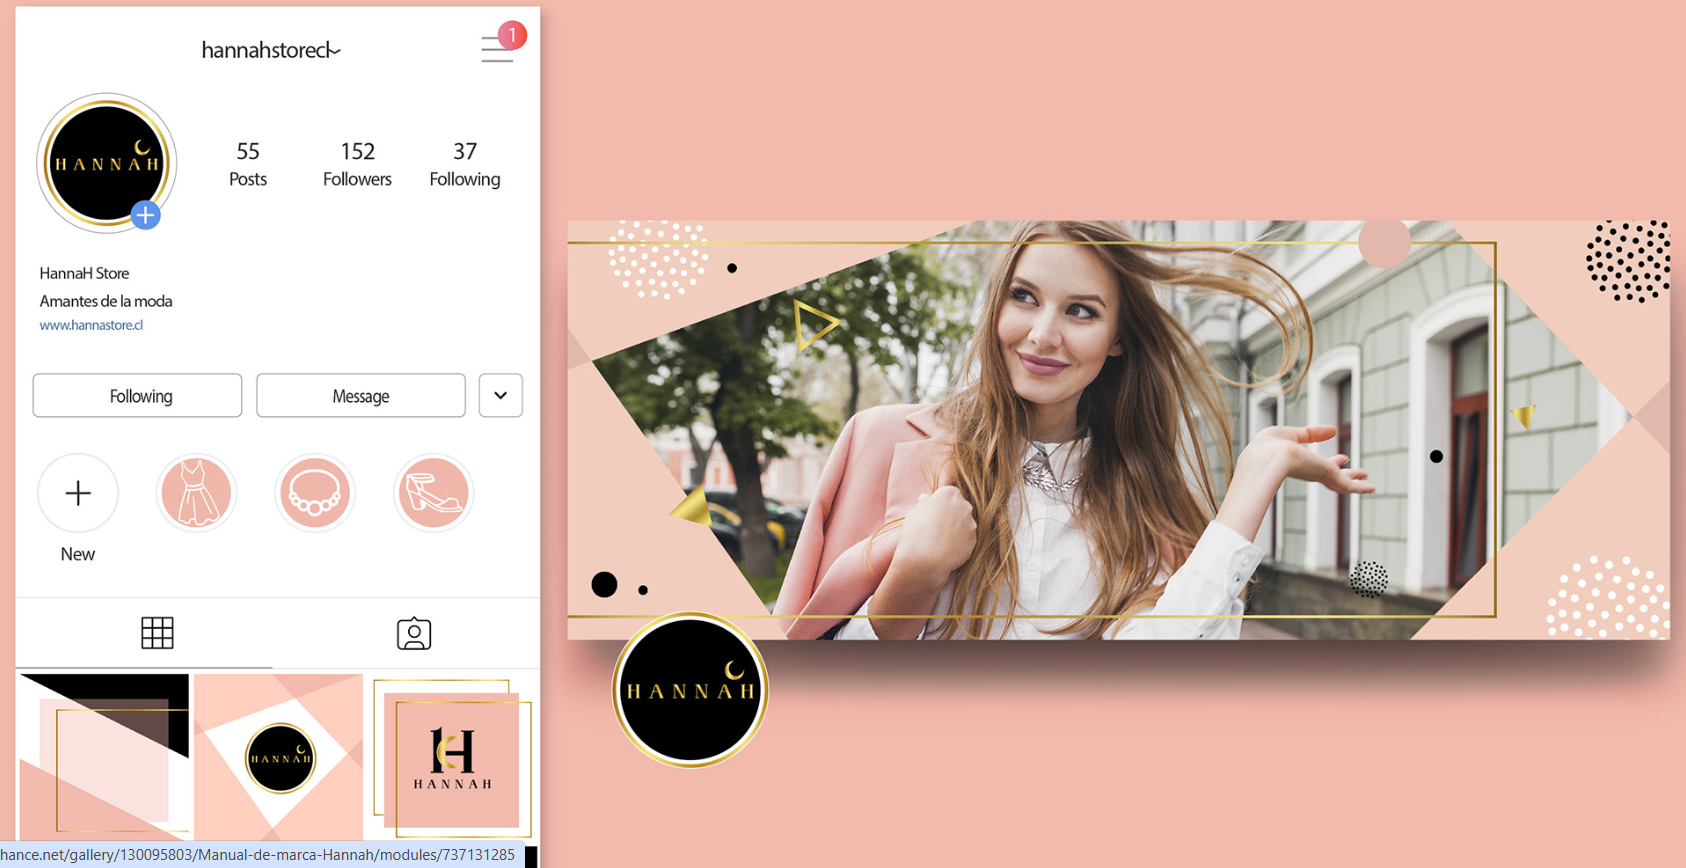 hannahstorecl
1
HANNAH
55
Posts
152
Followers
37
Following
HannaH Store
Amantes de la moda
www.hannastore.cl
Following
Message
New
HANNAH
HANNAH
H
HANNAH
hance.net/gallery/130095803/Manual-de-marca-Hannah/modules/737131285